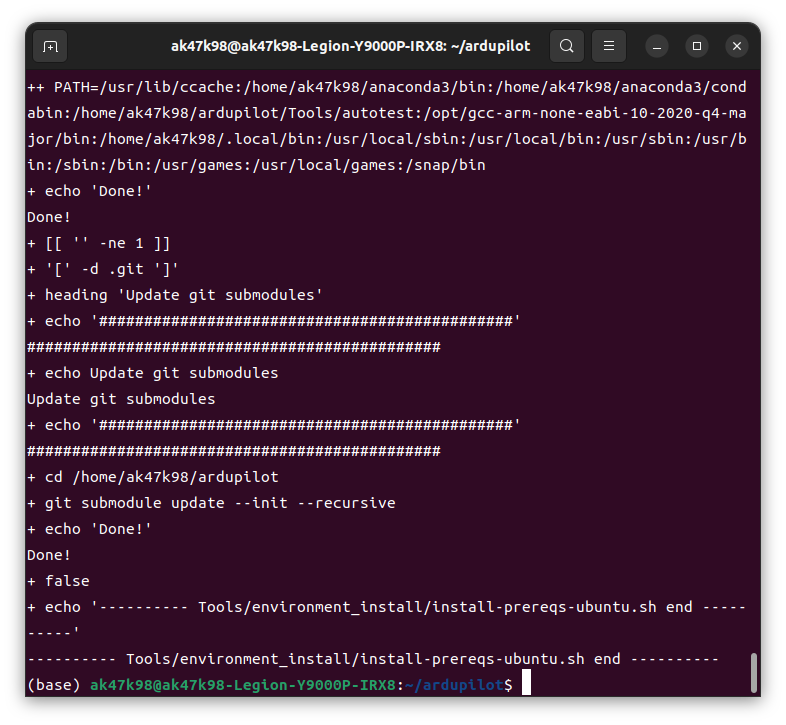 ak47k98@ak47k98-Legion-Y9000P-IRX8: ~/ardupilot
++ PATH=/usr/lib/ccache:/home/ak47k98/anaconda3/bin:/home/ak47k98/anaconda3/cond
abin:/home/ak47k98/ardupilot/Tools/autotest:/opt/gcc-arm-none-eabi-10-2020-q4-ma
jor/bin:/home/ak47k98/.local/bin:/usr/local/sbin:/usr/local/bin:/usr/sbin:/usr/b
in:/sbin:/bin:/usr/games:/usr/local/games:/snap/bin
+ echo 'Done!'
Done!
+ [[ '' -ne 1 ]]
+ '[' -d .git ']'
+ heading 'Update git submodules'
+ echo '##############################################'
##############################################
+ echo Update git submodules
Update git submodules
+ echo '##############################################'
##############################################
+ cd /home/ak47k98/ardupilot
+ git submodule update --init --recursive
+ echo 'Done!'
Done!
+ false
+ echo '---------- Tools/environment_install/install-prereqs-ubuntu.sh end -----
-----'
---------- Tools/environment_install/install-prereqs-ubuntu.sh end ----------
(base) ak47k98@ak47k98-Legion-Y9000P-IRX8:~/ardupilot$